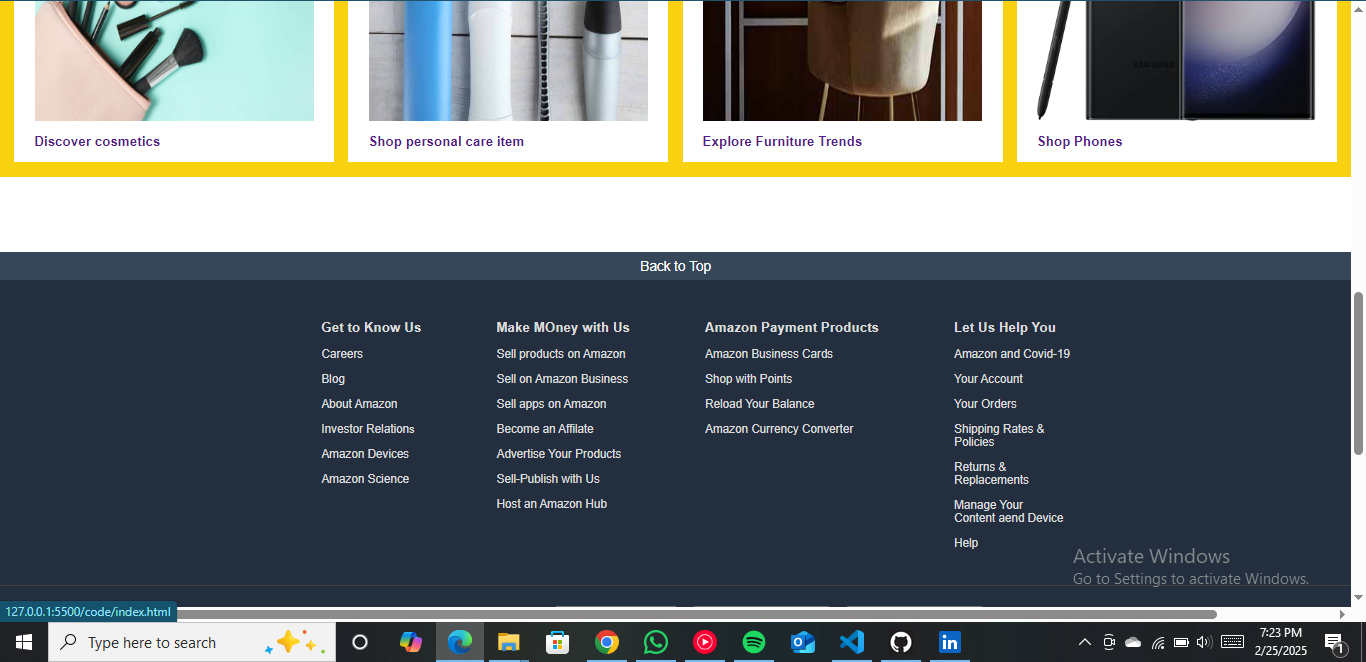 SAMSUNG
Discover cosmetics
Shop personal care item
Explore Furniture Trends
Shop Phones
Back to Top
Get to Know Us
Careers
Blog
About Amazon
Investor Relations
Amazon Devices
Amazon Science
Make MOney with Us
Sell products on Amazon
Sell on Amazon Business
Sell apps on Amazon
Become an Affilate
Advertise Your Products
Sell-Publish with Us
Host an Amazon Hub
Amazon Payment Products
Amazon Business Cards
Shop with Points
Reload Your Balance
Amazon Currency Converter
Let Us Help You
Amazon and Covid-19
Your Account
Your Orders
Shipping Rates &
Policies
Returns &
Replacements
Manage Your
Content aend Device
Help
Activate Windows
Go to Settings to activate Windows.
127.0.0.1:5500/code/index.html
Type here to search
in
7:23 PM
2/25/2025
1